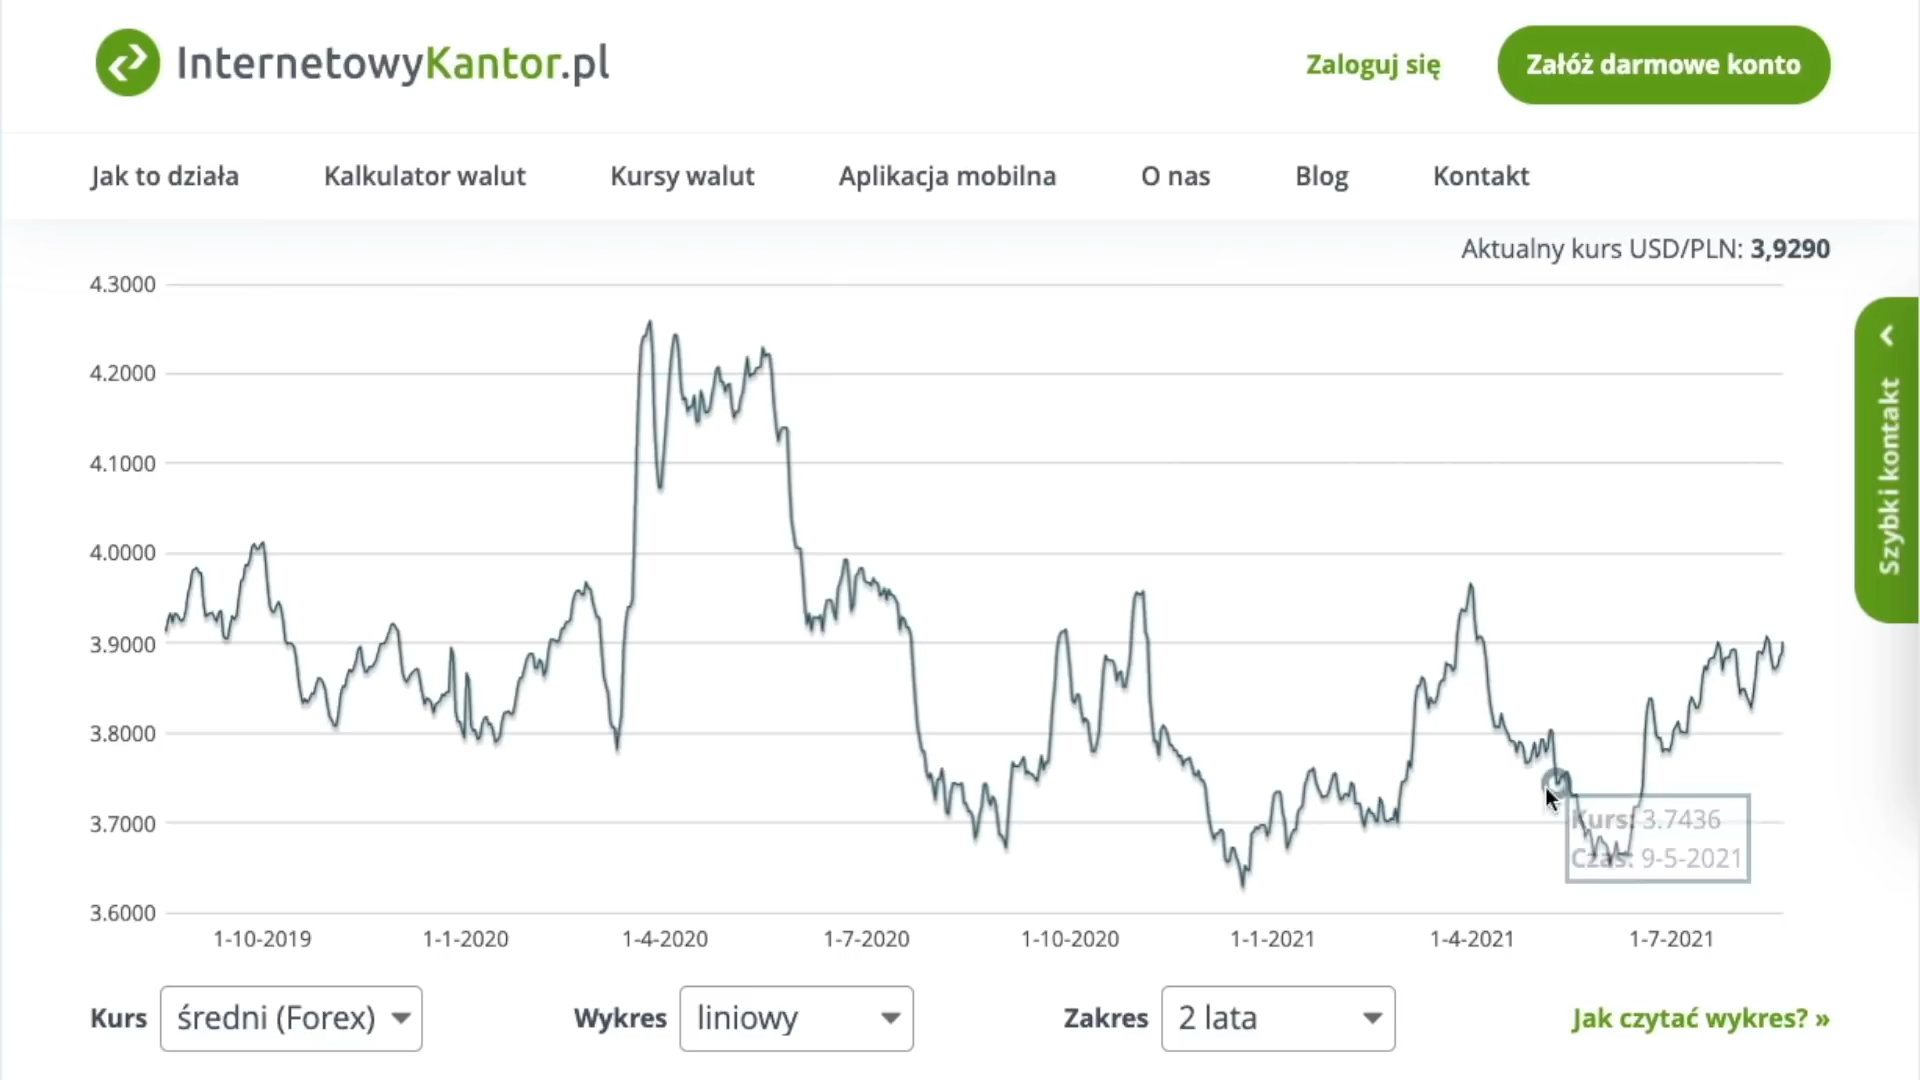 InternetowyKantor.pl
Zaloguj się
Załóż darmowe konto
Jak to działa
Kalkulator walut
Kursy walut
Aplikacja mobilna
O nas
Blog
Kontakt
Aktualny kurs USD/PLN: 3,9290
4.3000
4.2000
4.1000
4.0000
3.9000
3.8000
3.7000
3.6000
Kurs: 3.7436
Czas: 9-5-2021
1-10-2019
1-1-2020
1-4-2020
1-7-2020
1-10-2020
1-1-2021
1-4-2021
1-7-2021
Szybki kontakt
Kurs
średni (Forex)
Wykres
liniowy
Zakres
2 lata
Jak czytać wykres? »